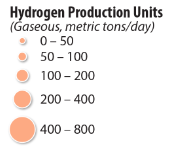 Hydrogen Production Units
(Gaseous, metric tons/day)
0 – 50
50 – 100
100 – 200
200 – 400
400 – 800